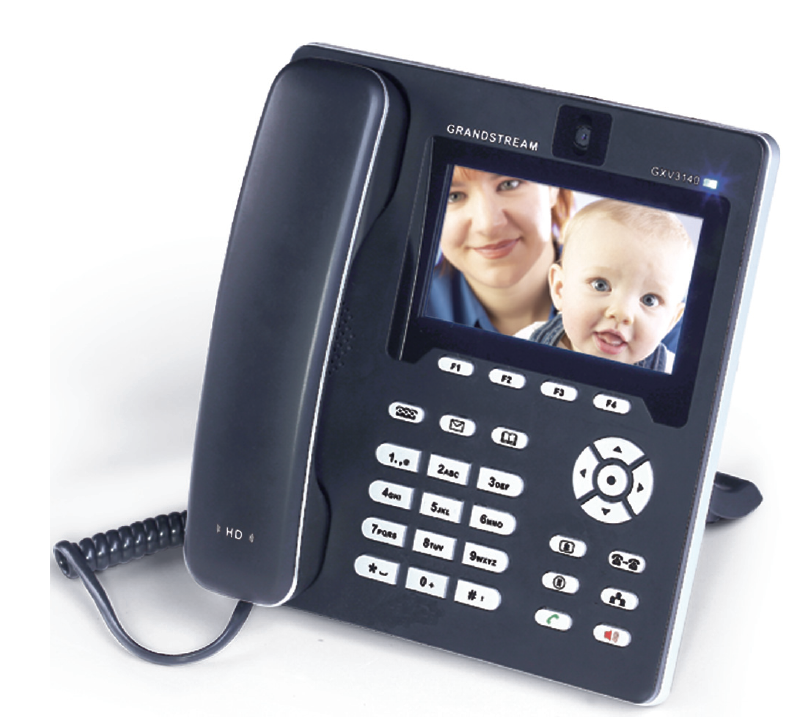 GRANDSTREAM
GXV3140
F1 F2 F3 F4
1.,@ 2ABC 3DEF
4GHI 5JKL 6MNO
7PQRS 8TUV 9WXYZ
* 0+ #
HD